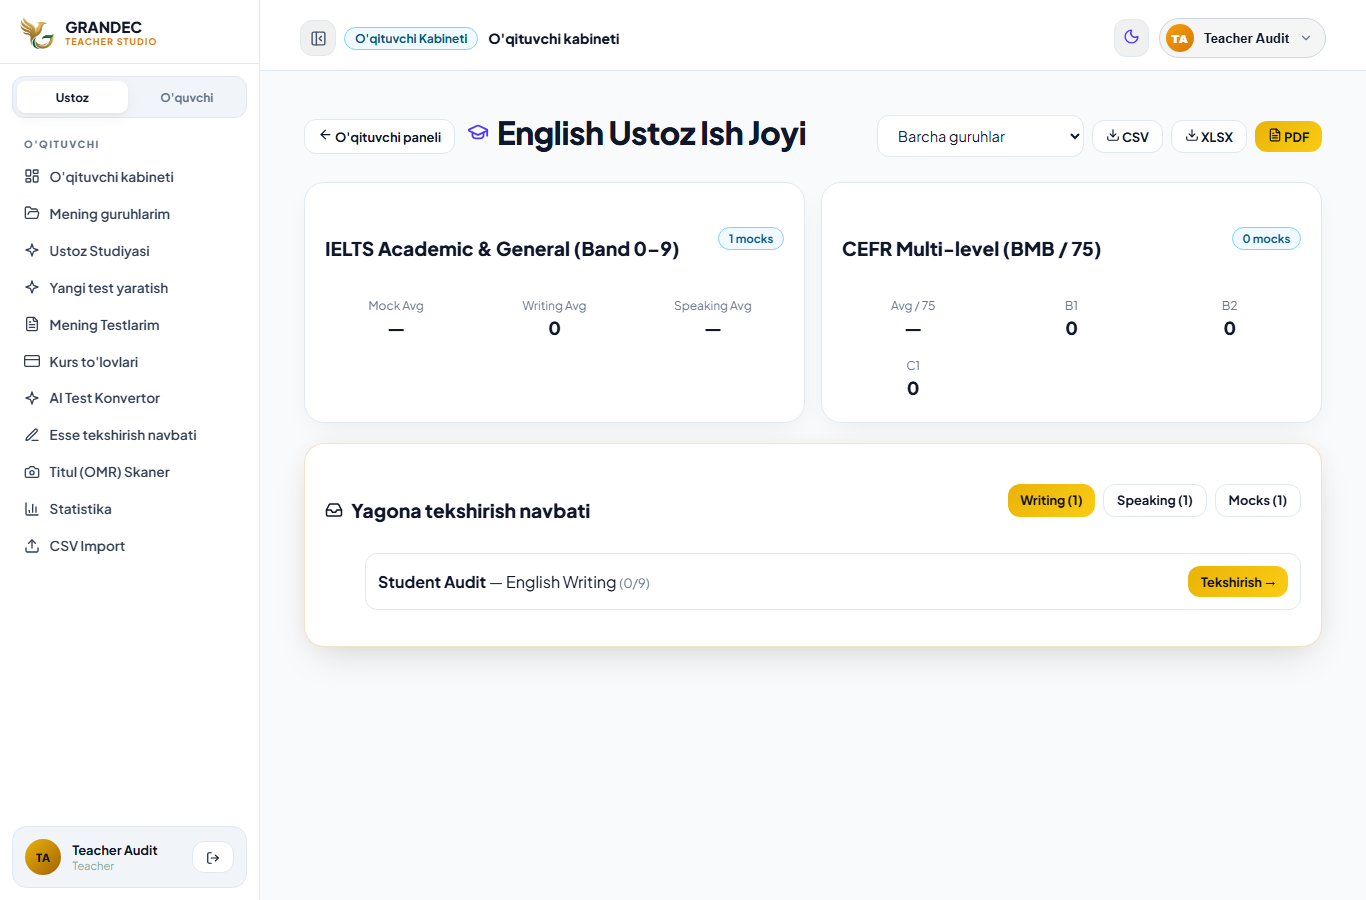 GRANDEC
TEACHER STUDIO
Ustoz
O'quvchi
O'QITUVCHI
O'qituvchi kabineti
Mening guruhlarim
Ustoz Studiyasi
Yangi test yaratish
Mening Testlarim
Kurs to'lovlari
AI Test Konvertor
Esse tekshirish navbati
Titul (OMR) Skaner
Statistika
CSV Import
TA
Teacher Audit
Teacher
O'qituvchi Kabineti
O'qituvchi kabineti
TA
Teacher Audit
← O'qituvchi paneli
English Ustoz Ish Joyi
Barcha guruhlar
CSV
XLSX
PDF
IELTS Academic & General (Band 0–9)
1 mocks
Mock Avg
Writing Avg
Speaking Avg
—
0
—
CEFR Multi-level (BMB / 75)
0 mocks
Avg / 75
B1
B2
—
0
0
C1
0
Yagona tekshirish navbati
Writing (1)
Speaking (1)
Mocks (1)
Student Audit — English Writing (0/9)
Tekshirish →